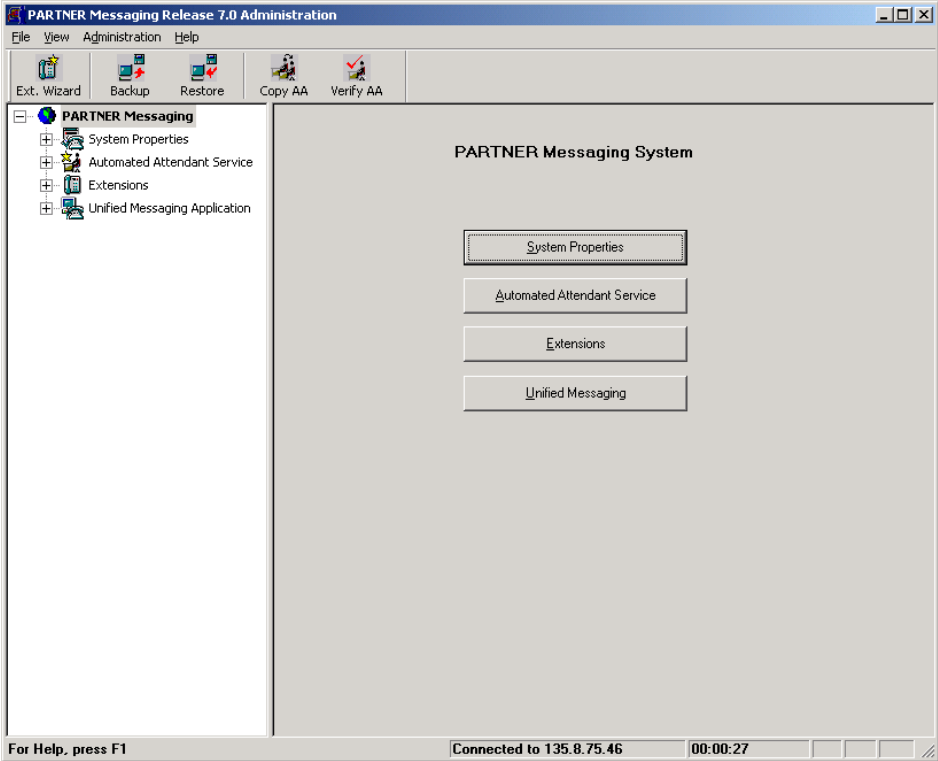 PARTNER Messaging Release 7.0 Administration
File View Administration Help
Ext. Wizard Backup Restore Copy AA Verify AA
PARTNER Messaging
System Properties
Automated Attendant Service
Extensions
Unified Messaging Application
PARTNER Messaging System
System Properties
Automated Attendant Service
Extensions
Unified Messaging
For Help, press F1 Connected to 135.8.75.46 00:00:27